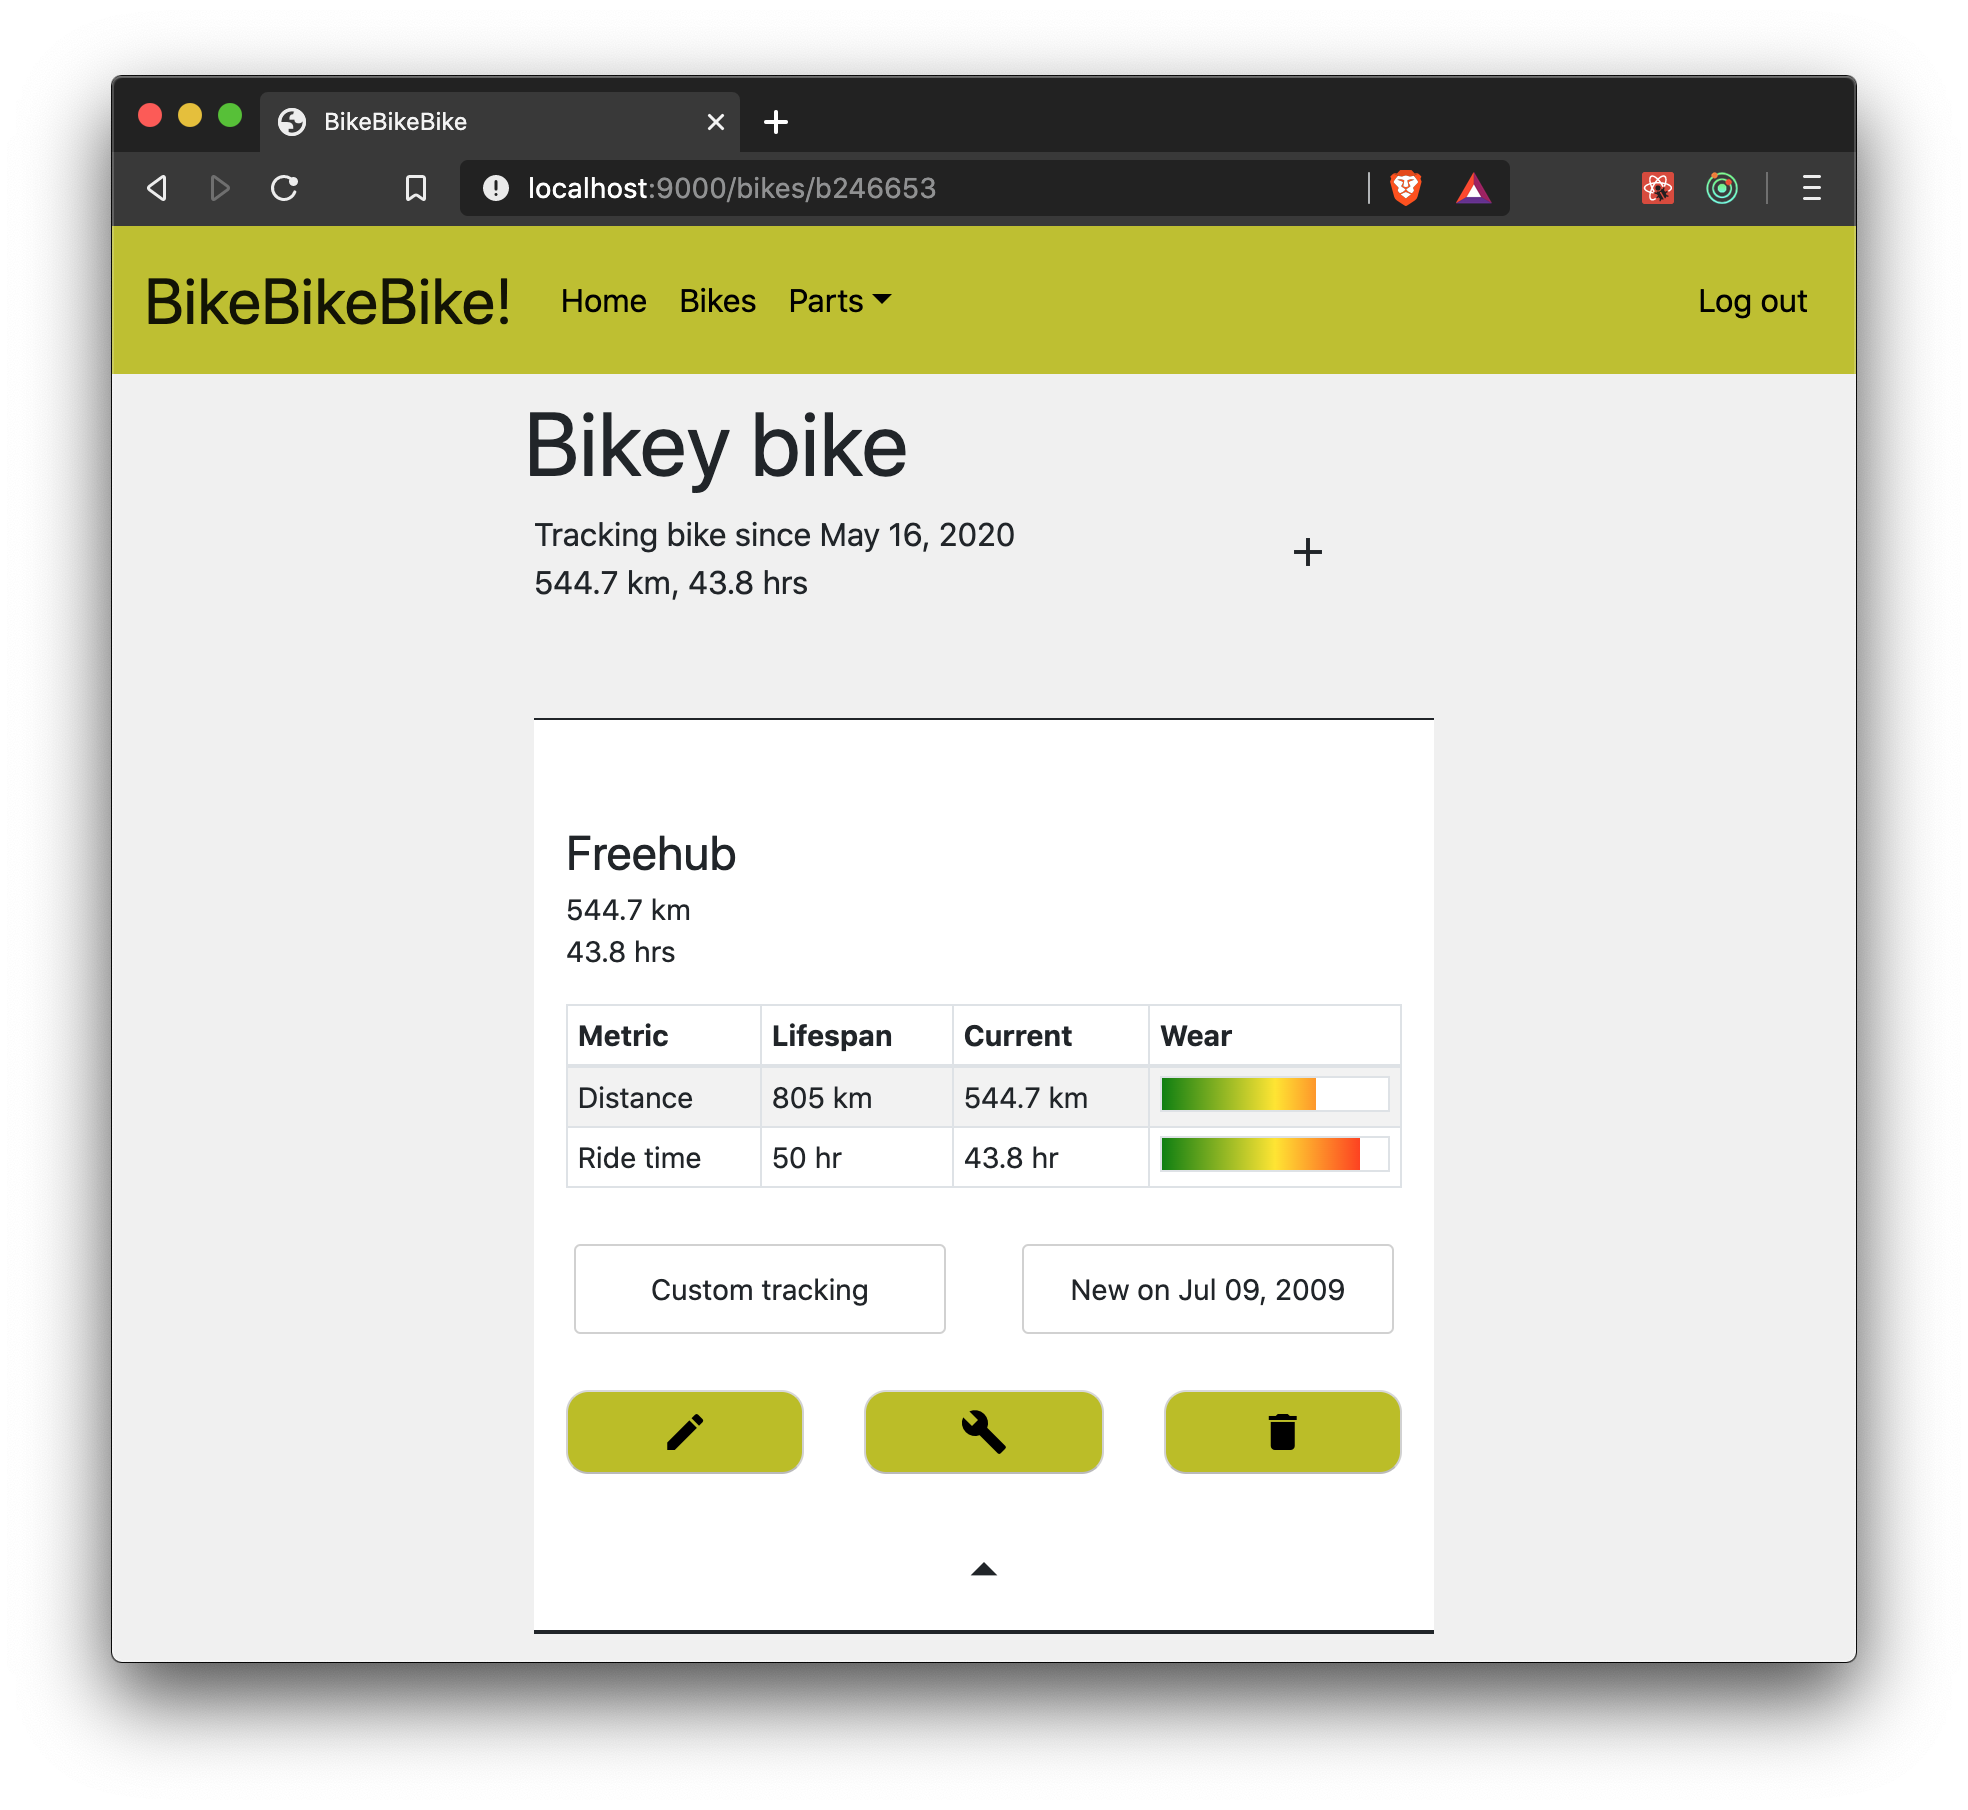 BikeBikeBike
localhost:9000/bikes/b246653
BikeBikeBike! Home Bikes Parts Log out
Bikey bike
Tracking bike since May 16, 2020
544.7 km, 43.8 hrs
Freehub
544.7 km
43.8 hrs
Metric Lifespan Current Wear
Distance 805 km 544.7 km
Ride time 50 hr 43.8 hr
Custom tracking New on Jul 09, 2009